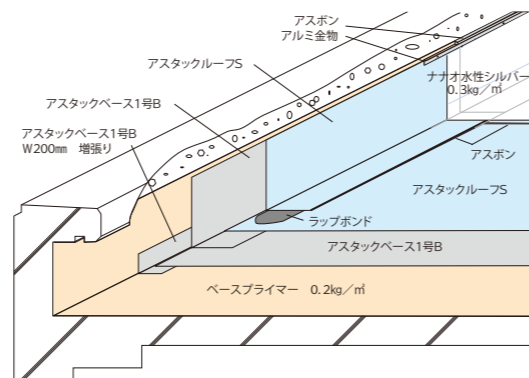 アスボン
アルミ金物
アスタックルーフS
ナナオ水性シルバー
0.3kg／㎡
アスタックベース1号B
アスタックベース1号B
W200㎜　増張り
アスボン
アスタックルーフS
ラップボンド
アスタックベース1号B
ベースプライマー　0.2kg／㎡